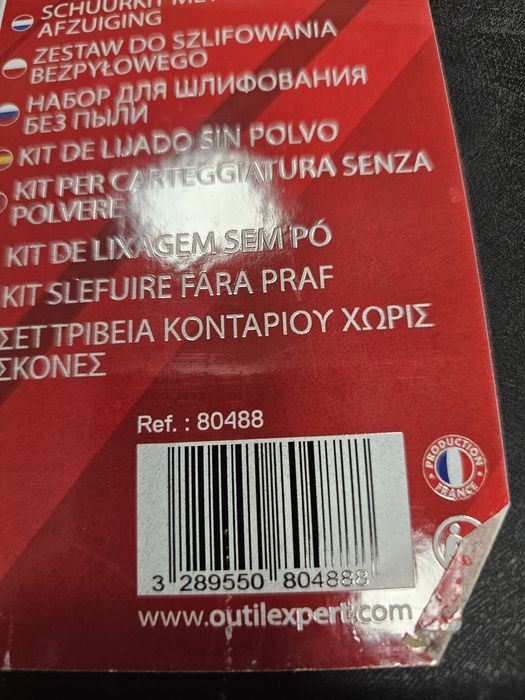 SCHUURKIT MET
AFZUIGING
ZESTAW DO SZLIFOWANIA
BEZPYŁOWEGO
НАБОР ДЛЯ ШЛИФОВАНИЯ
БЕЗ ПЫЛИ
KIT DE LIJADO SIN POLVO
KIT PER CARTEGGIATURA SENZA
POLVERE
KIT DE LIXAGEM SEM PÓ
KIT SLEFUIRE FARA PRAF
ΣΕΤ ΤΡΙΒΕΙΑ ΚΟΝΤΑΡΙΟΥ ΧΩΡΙΣ
ΣΚΟΝΕΣ
Ref. : 80488
PRODUCTION
FRANCE
3 289550 804888
www.outilexpert.com